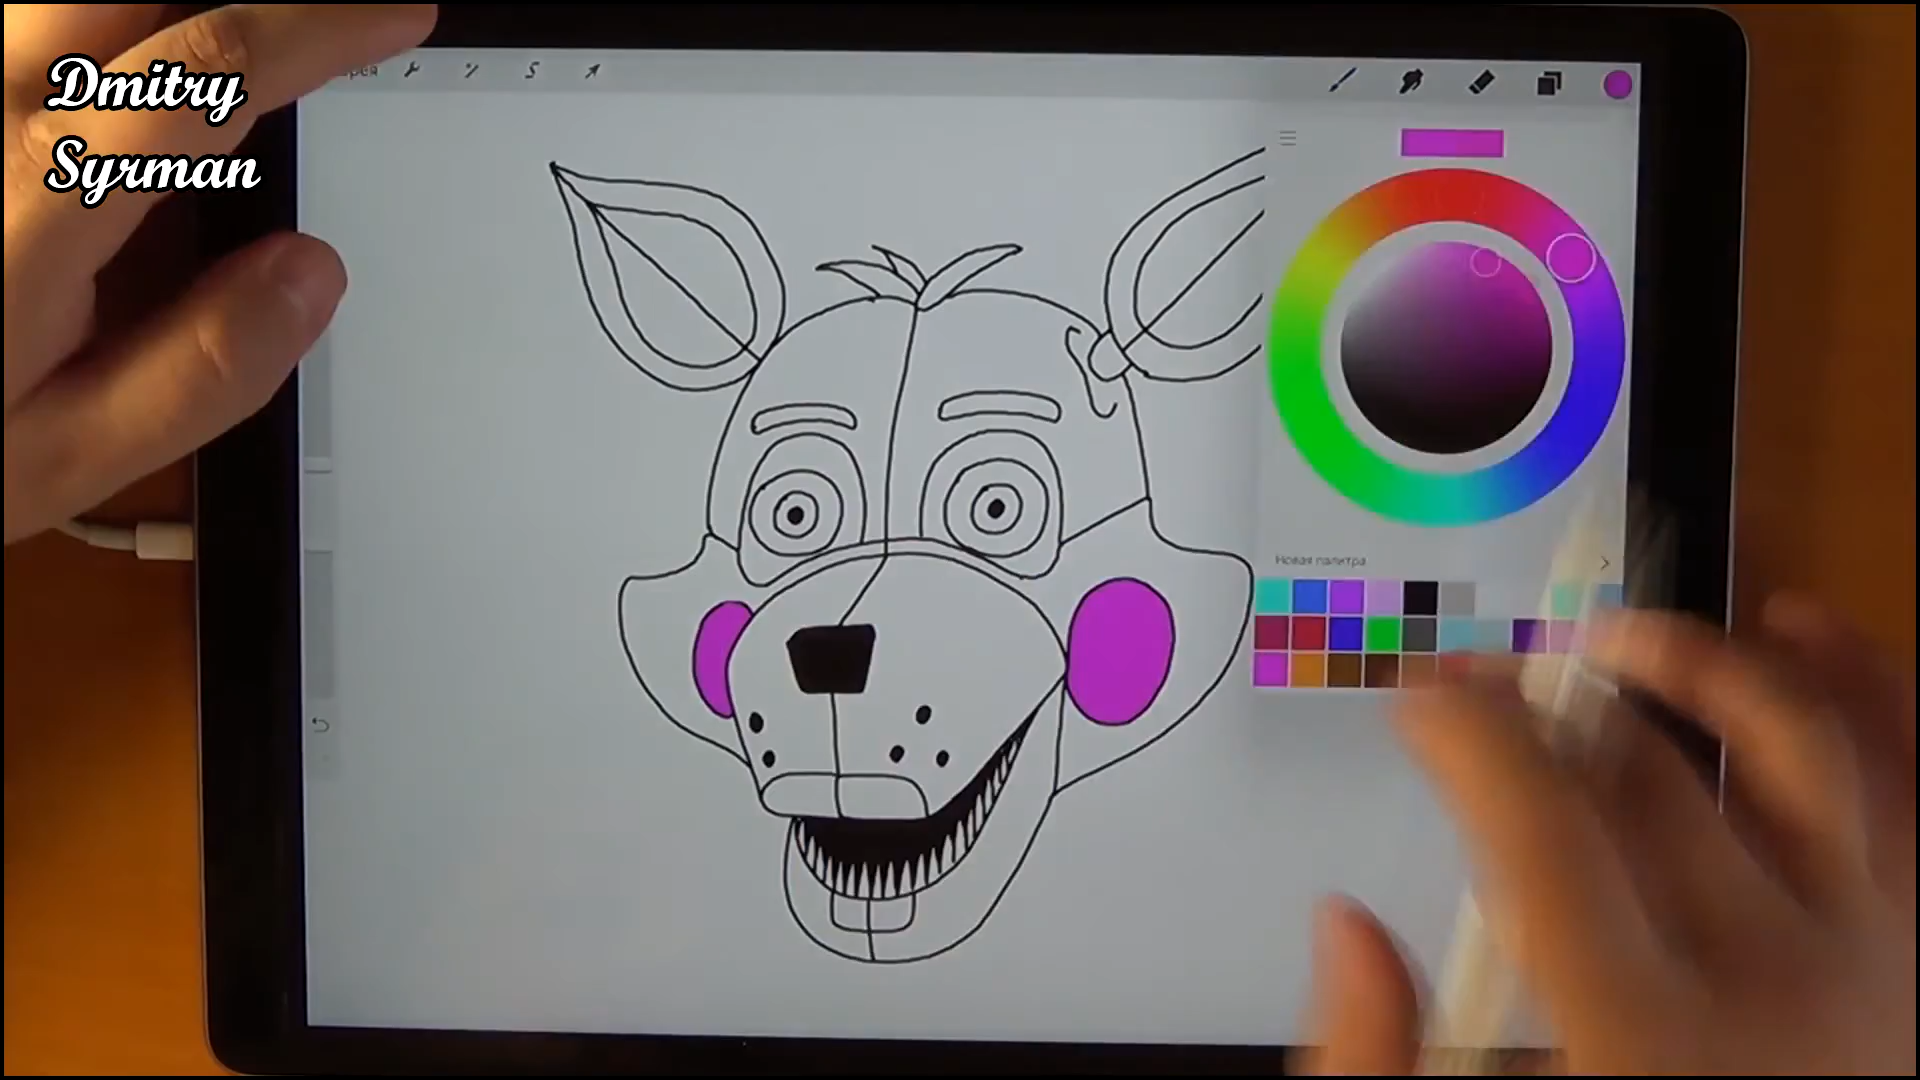 Dmitry
Syrman
Новая палитра